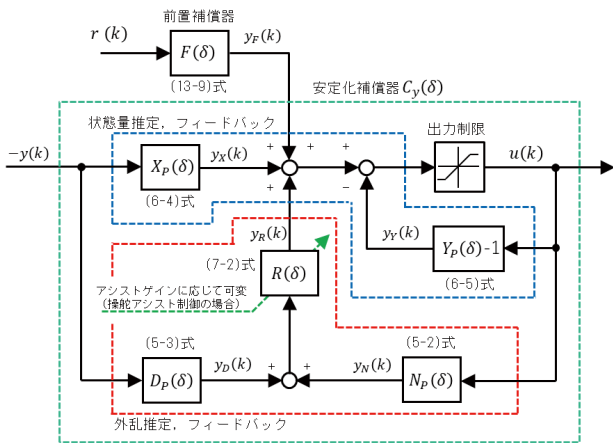 前置補償器
r(k)
F(δ)
y_F(k)
(13-9)式
安定化補償器 C_y(δ)
状態量推定，フィードバック
出力制限
−y(k)
X_P(δ)
y_X(k)
+
+
+
+
−
u(k)
(6-4)式
y_R(k)
y_Y(k)
Y_P(δ)-1
(7-2)式
(6-5)式
R(δ)
アシストゲインに応じて可変
(操舵アシスト制御の場合)
(5-3)式
(5-2)式
D_P(δ)
y_D(k)
+
+
y_N(k)
N_P(δ)
外乱推定，フィードバック